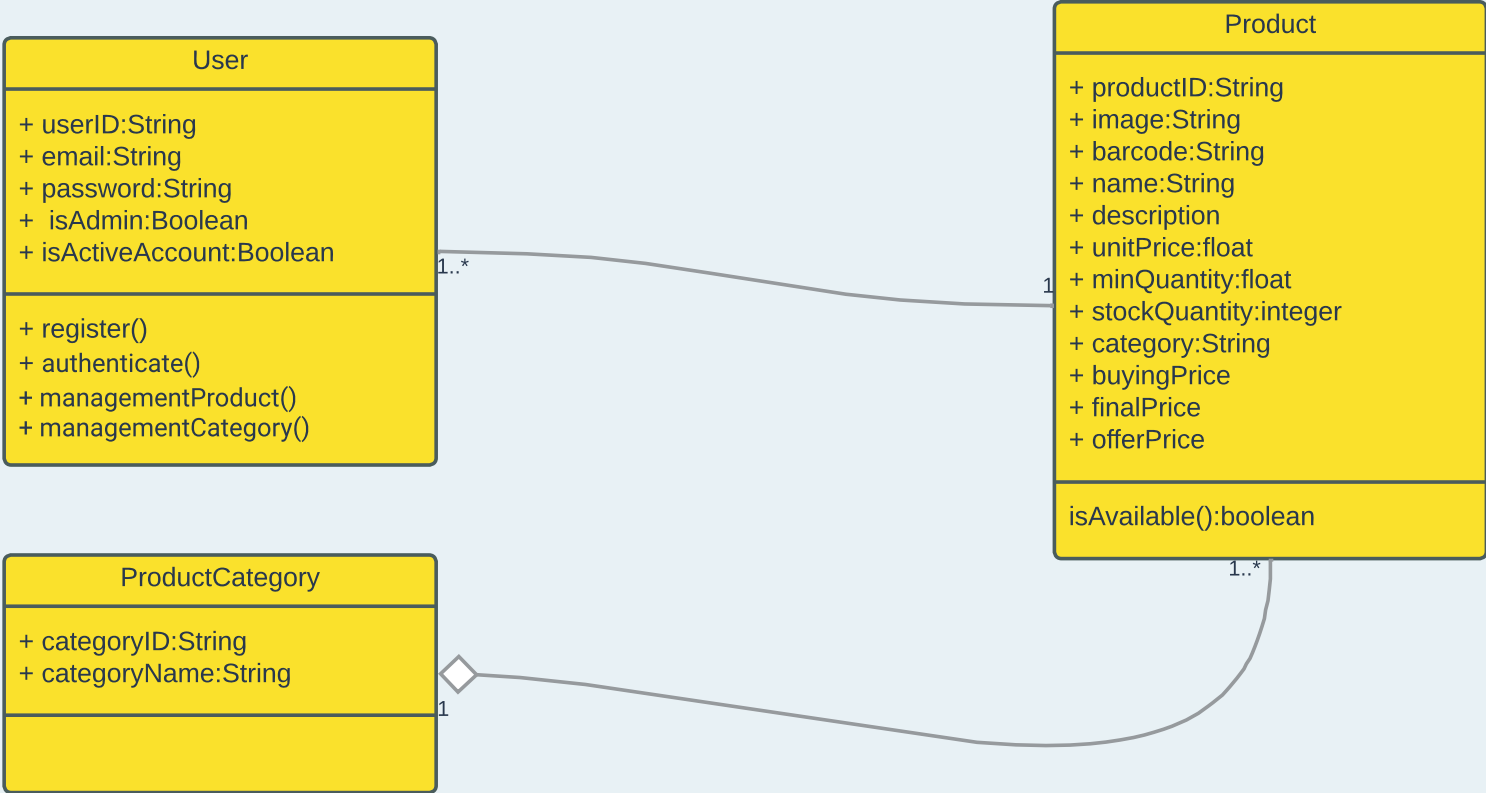 User
+ userID:String
+ email:String
+ password:String
+  isAdmin:Boolean
+ isActiveAccount:Boolean
+ register()
+ authenticate()
+ managementProduct()
+ managementCategory()
1..*
1
Product
+ productID:String
+ image:String
+ barcode:String
+ name:String
+ description
+ unitPrice:float
+ minQuantity:float
+ stockQuantity:integer
+ category:String
+ buyingPrice
+ finalPrice
+ offerPrice
isAvailable():boolean
1..*
ProductCategory
+ categoryID:String
+ categoryName:String
1